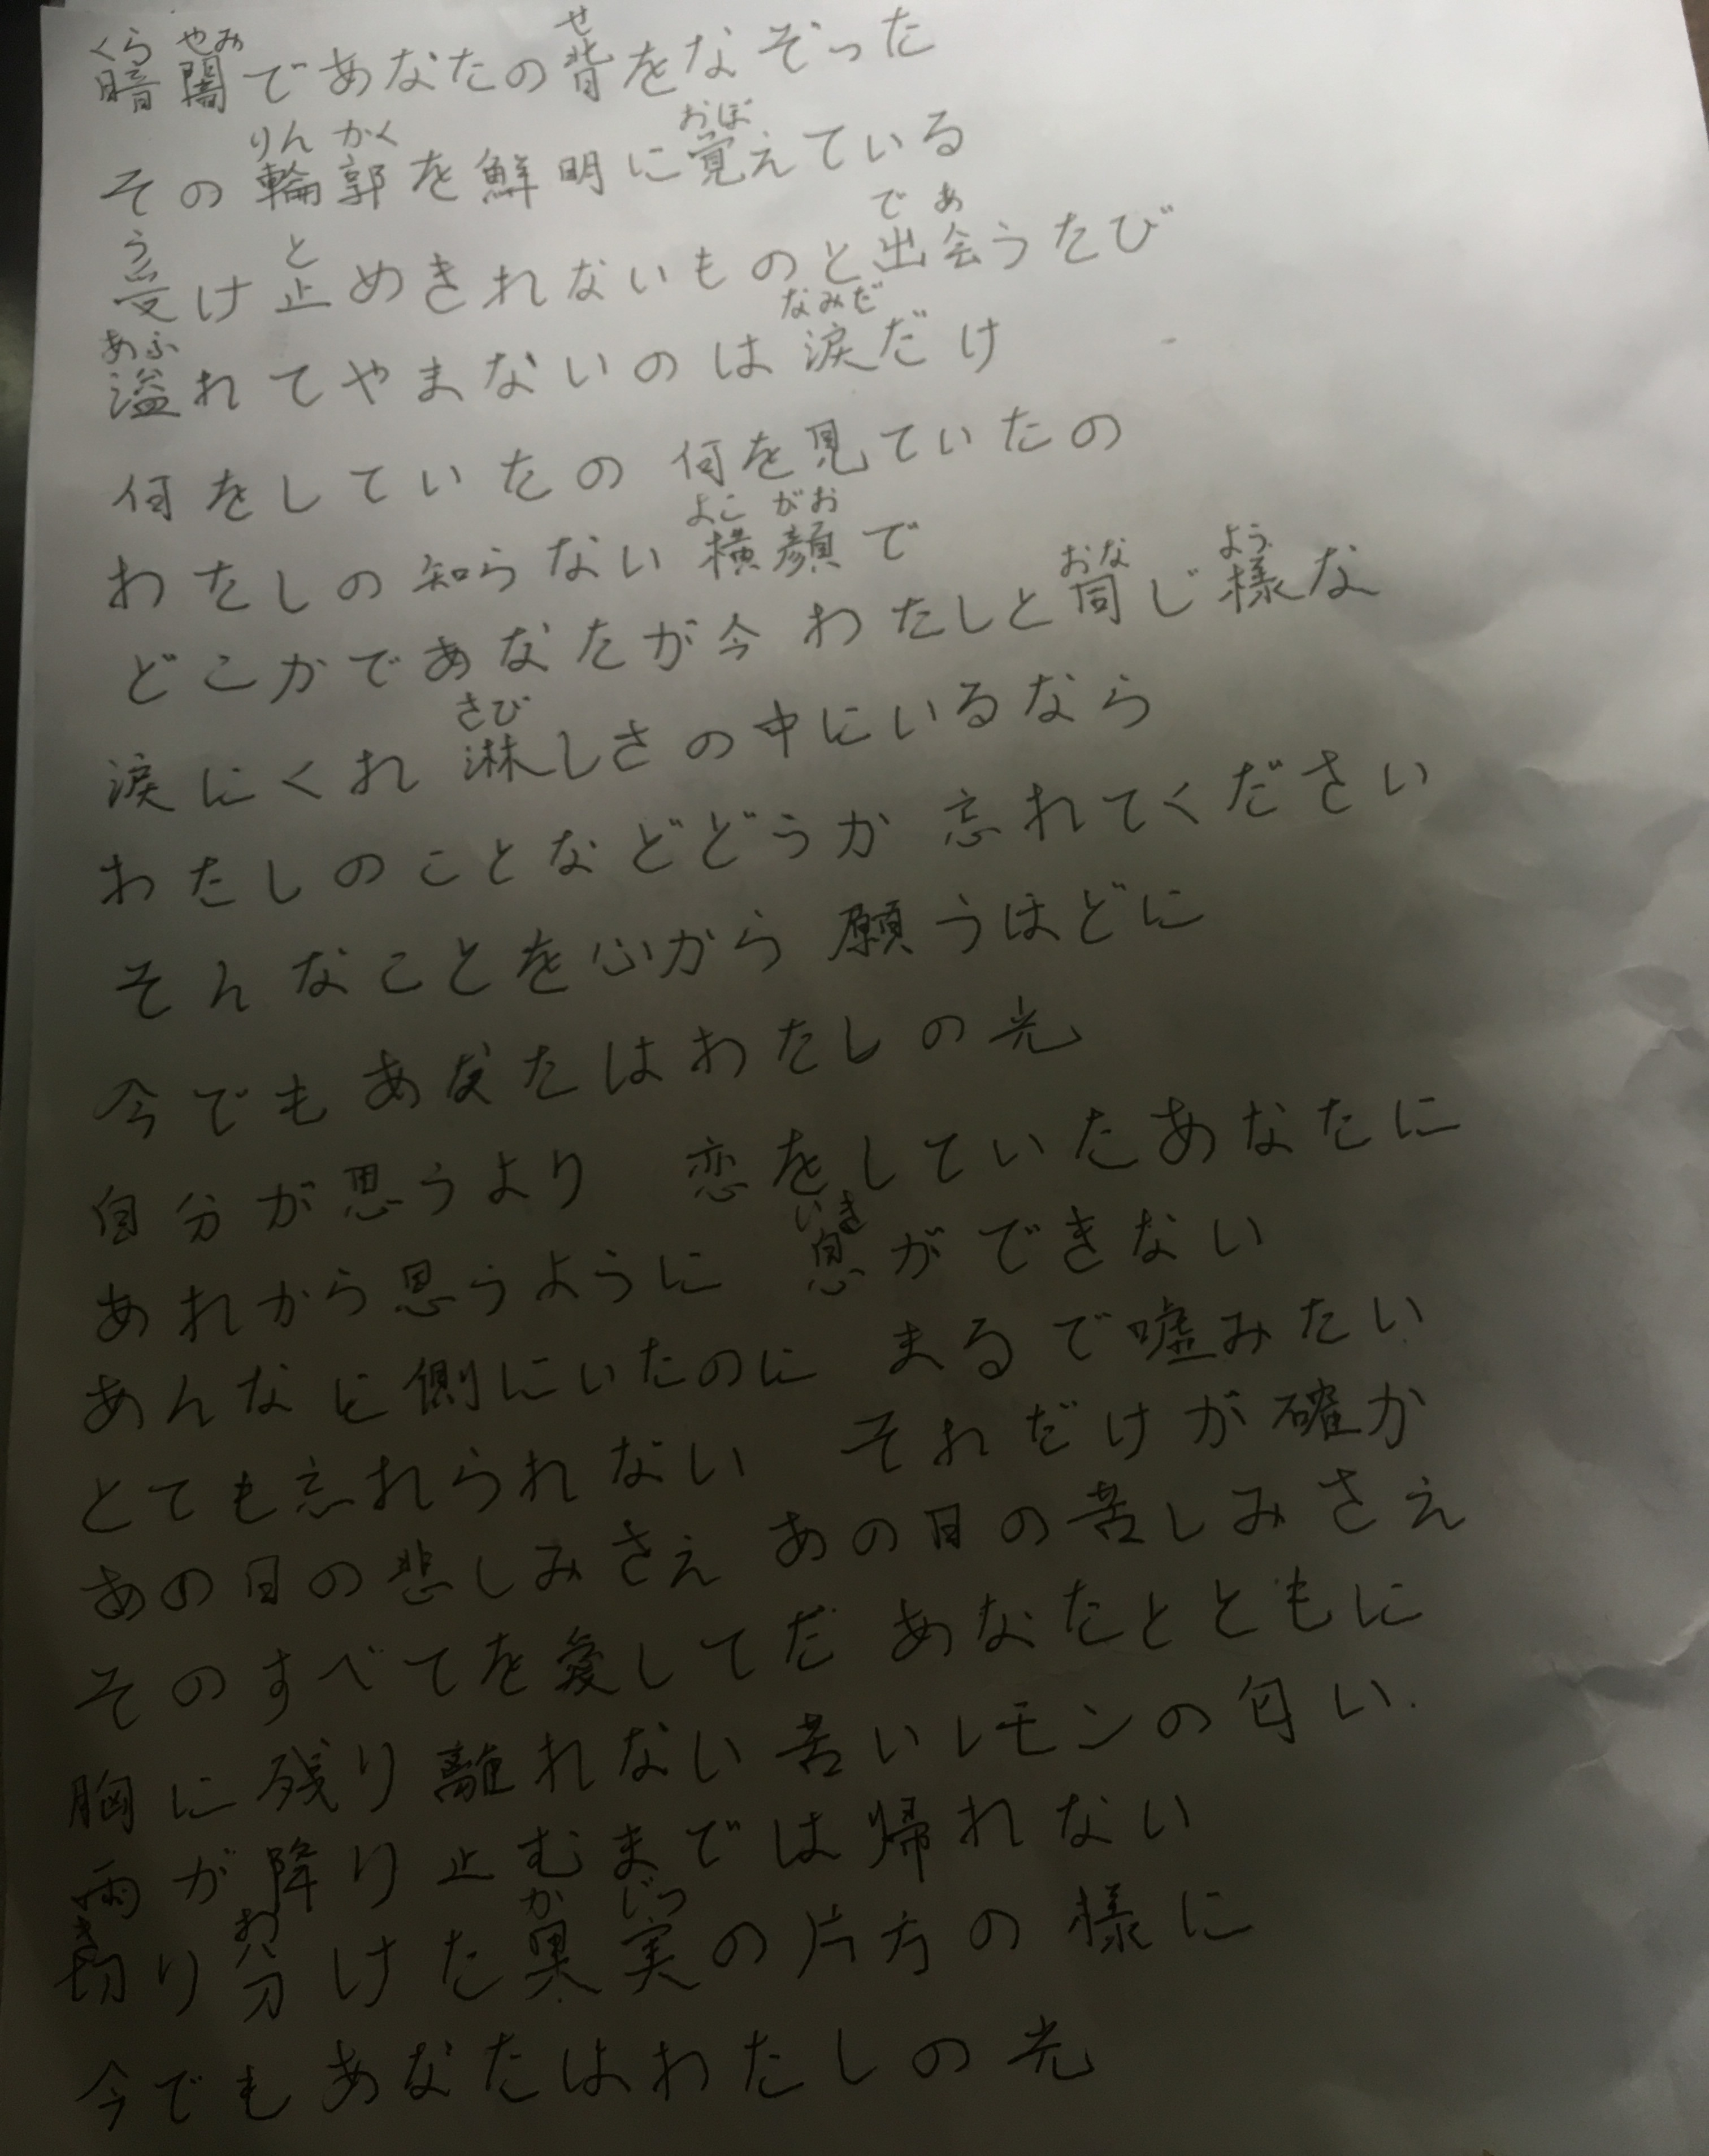 くら やみ せ
暗闇であなたの背をなぞった
りん かく おぼ
その輪郭を鮮明に覚えている
う と で あ
受け止めきれないものと出会うたび
あふ なみだ
溢れてやまないのは涙だけ
何をしていたの 何を見ていたの
よこ がお
わたしの知らない横顔で
おな よう
どこかであなたが今 わたしと同じ様な
さび
涙にくれ 淋しさの中にいるなら
わたしのことなどどうか 忘れてください
そんなことを心から 願うほどに
今でもあなたはわたしの光
自分が思うより 恋をしていたあなたに
いき
あれから思うように 息ができない
あんなに側にいたのに まるで嘘みたい
とても忘れられない それだけが確か
あの日の悲しみさえ あの日の苦しみさえ
そのすべてを愛してた あなたとともに
胸に残り離れない 苦いレモンの匂い
雨が降り止むまでは帰れない
き わ か じつ
切り分けた果実の片方の様に
今でもあなたはわたしの光